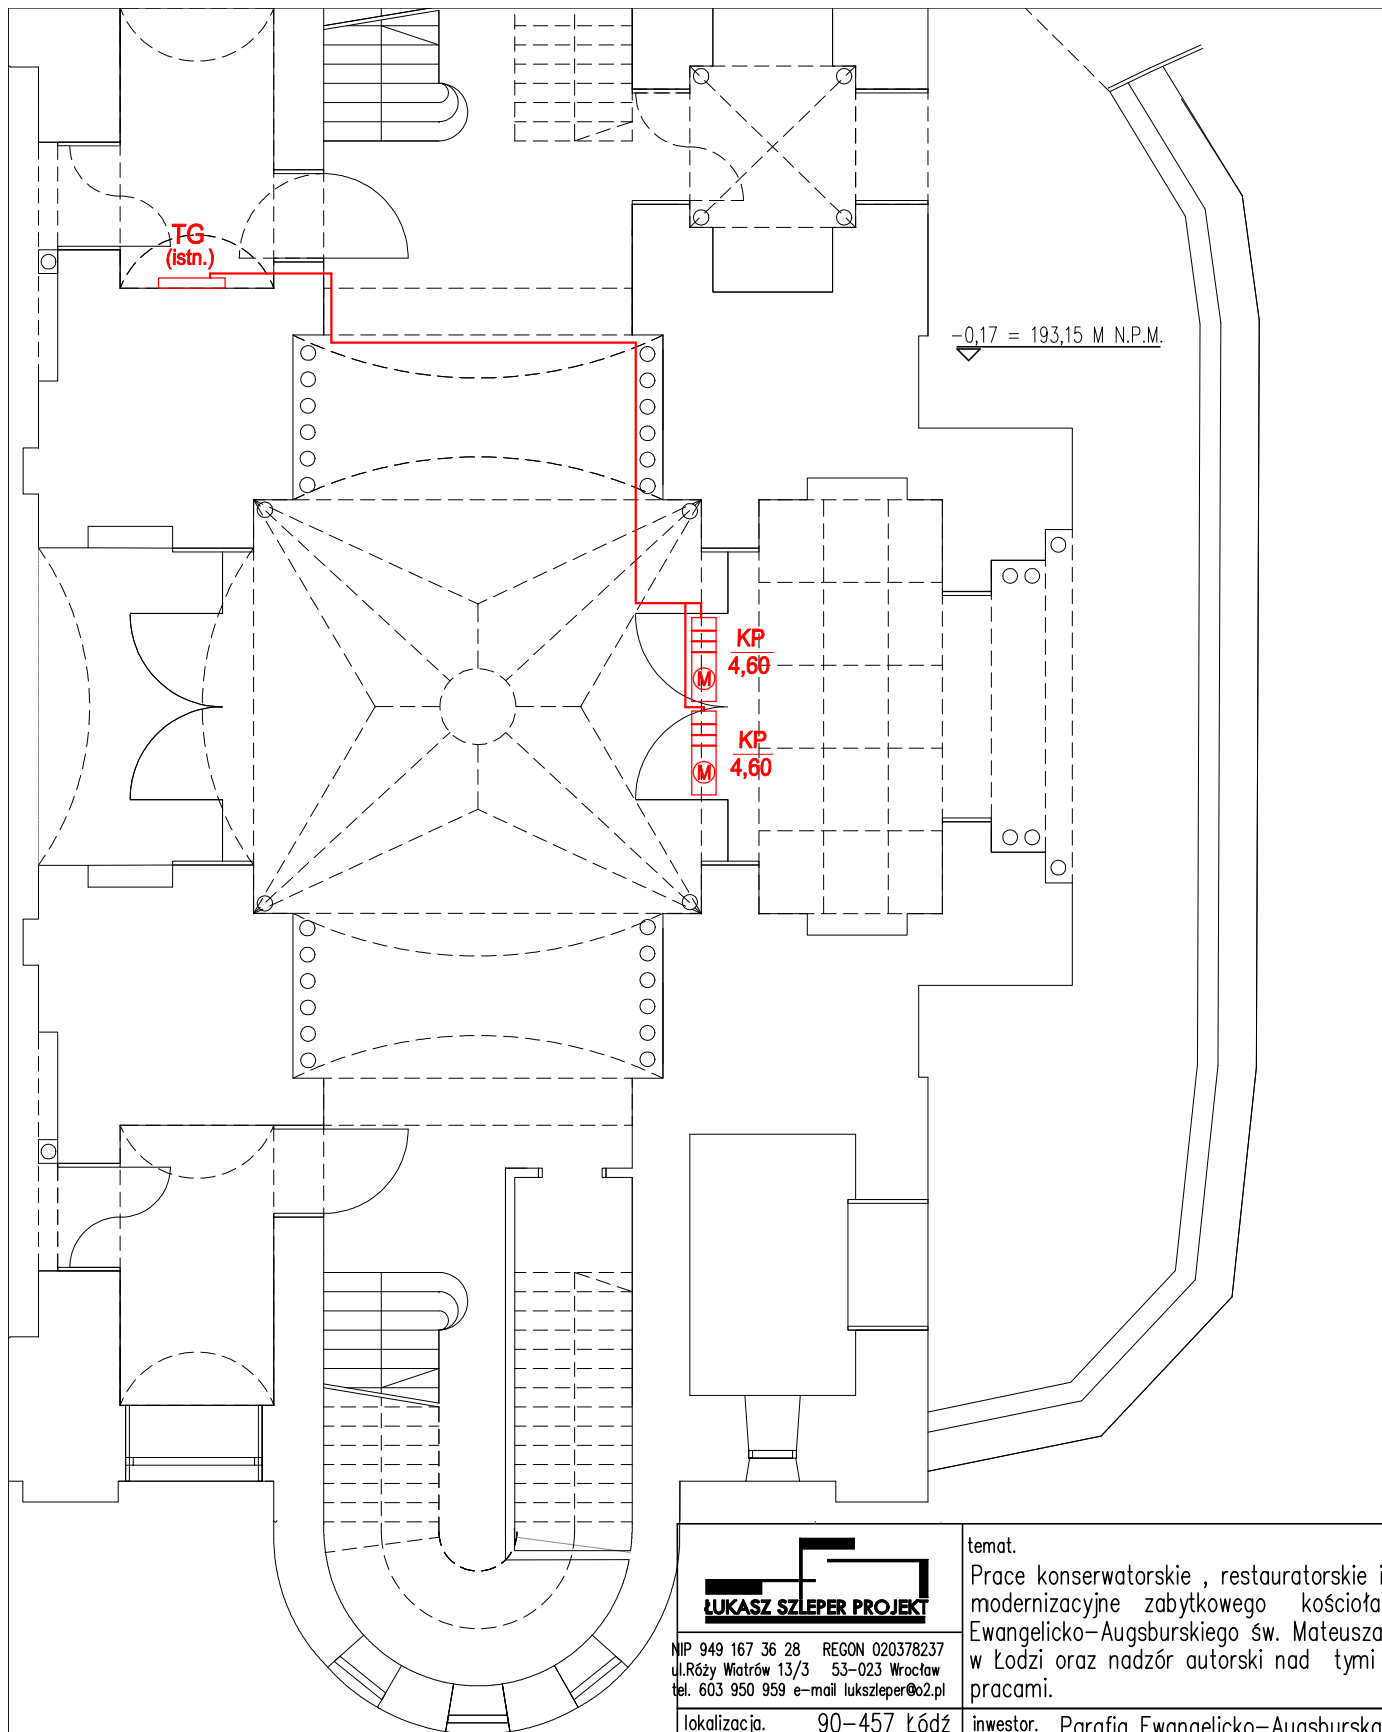 TG
(istn.)
-0,17 = 193,15 M N.P.M.
KP
4,60
M
KP
4,60
M
ŁUKASZ SZLEPER PROJEKT
NIP 949 167 36 28 REGON 020378237
ul.Róży Wiatrów 13/3 53-023 Wrocław
tel. 603 950 959 e-mail lukszleper@o2.pl
temat.
Prace konserwatorskie , restauratorskie i
modernizacyjne zabytkowego kościoła
Ewangelicko-Augsburskiego św. Mateusza
w Łodzi oraz nadzór autorski nad tymi
pracami.
lokalizacja. 90-457 Łódź
inwestor. Parafia Ewangelicko-Augsburska